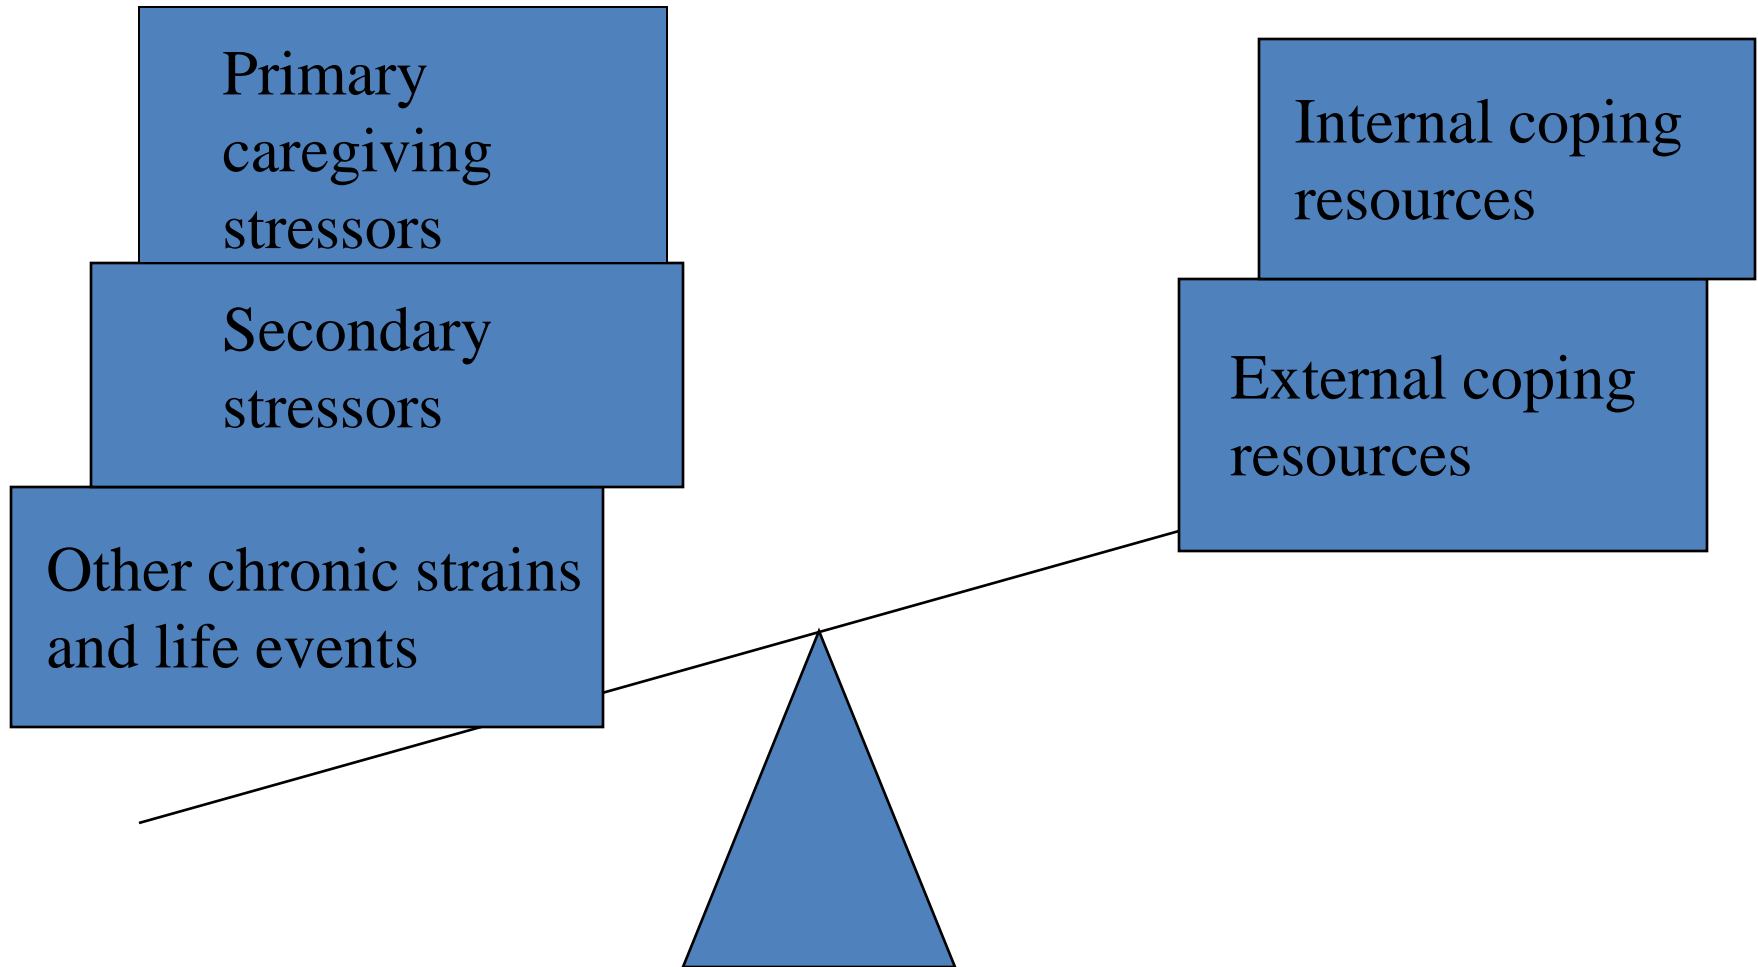 Primary
caregiving
stressors
Secondary
stressors
Other chronic strains
and life events
Internal coping
resources
External coping
resources